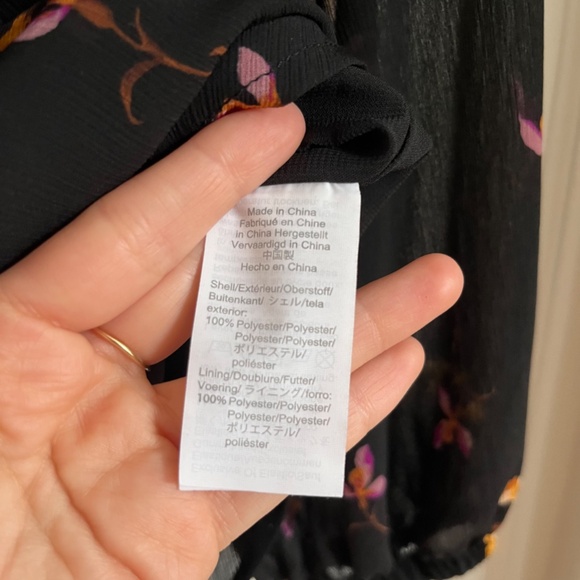 Made in China
Fabriqué en Chine
in China Hergestellt
Vervaardigd in China
中国製
Hecho en China
Shell/Extérieur/Oberstoff/
Buitenkant/ シェル/tela
exterior:
100% Polyester/Polyester/
Polyester/Polyester/
ポリエステル/
poliéster
Lining/Doublure/Futter/
Voering/ ライニング/forro:
100% Polyester/Polyester/
Polyester/Polyester/
ポリエステル/
poliéster